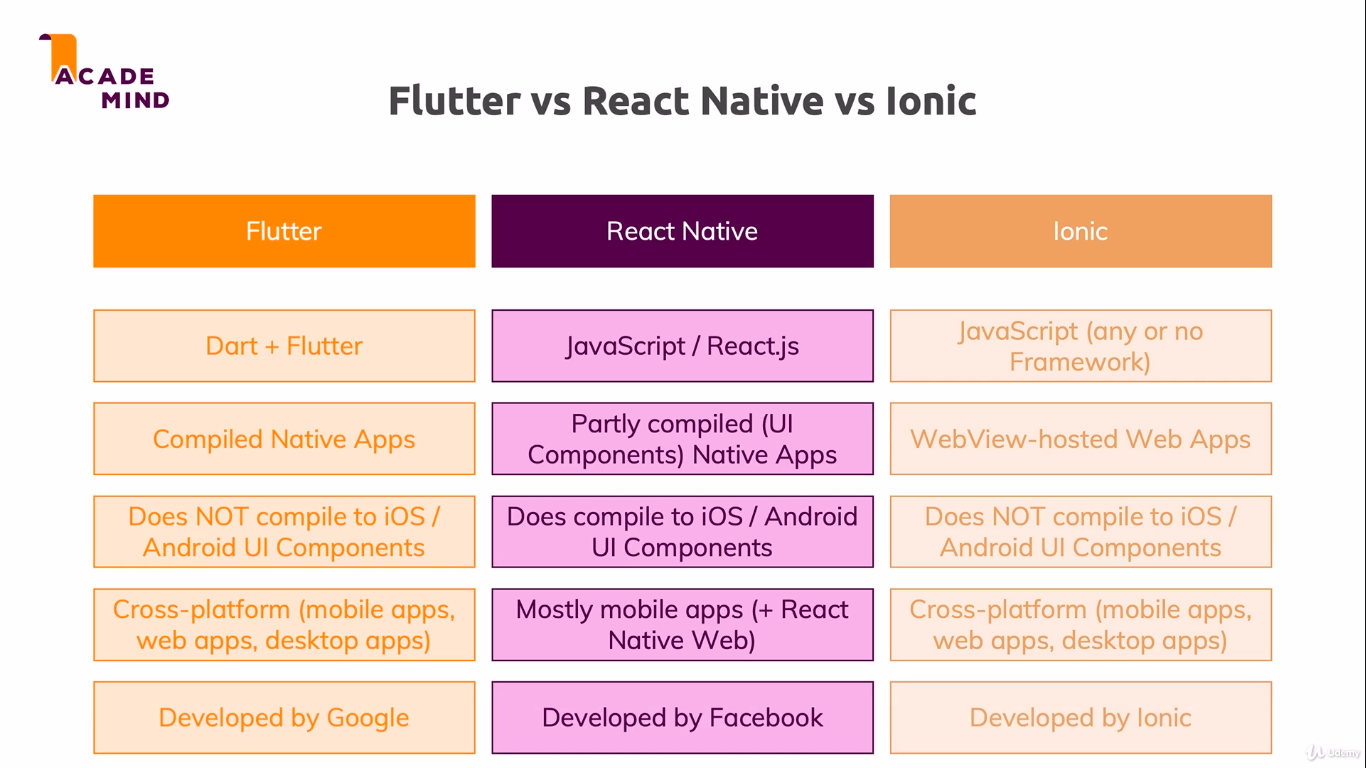 ACADE
MIND
Flutter vs React Native vs Ionic
Flutter
React Native
Ionic
Dart + Flutter
JavaScript / React.js
JavaScript (any or no
Framework)
Compiled Native Apps
Partly compiled (UI
Components) Native Apps
WebView-hosted Web Apps
Does NOT compile to iOS /
Android UI Components
Does compile to iOS / Android
UI Components
Does NOT compile to iOS /
Android UI Components
Cross-platform (mobile apps,
web apps, desktop apps)
Mostly mobile apps (+ React
Native Web)
Cross-platform (mobile apps,
web apps, desktop apps)
Developed by Google
Developed by Facebook
Developed by Ionic
Udemy